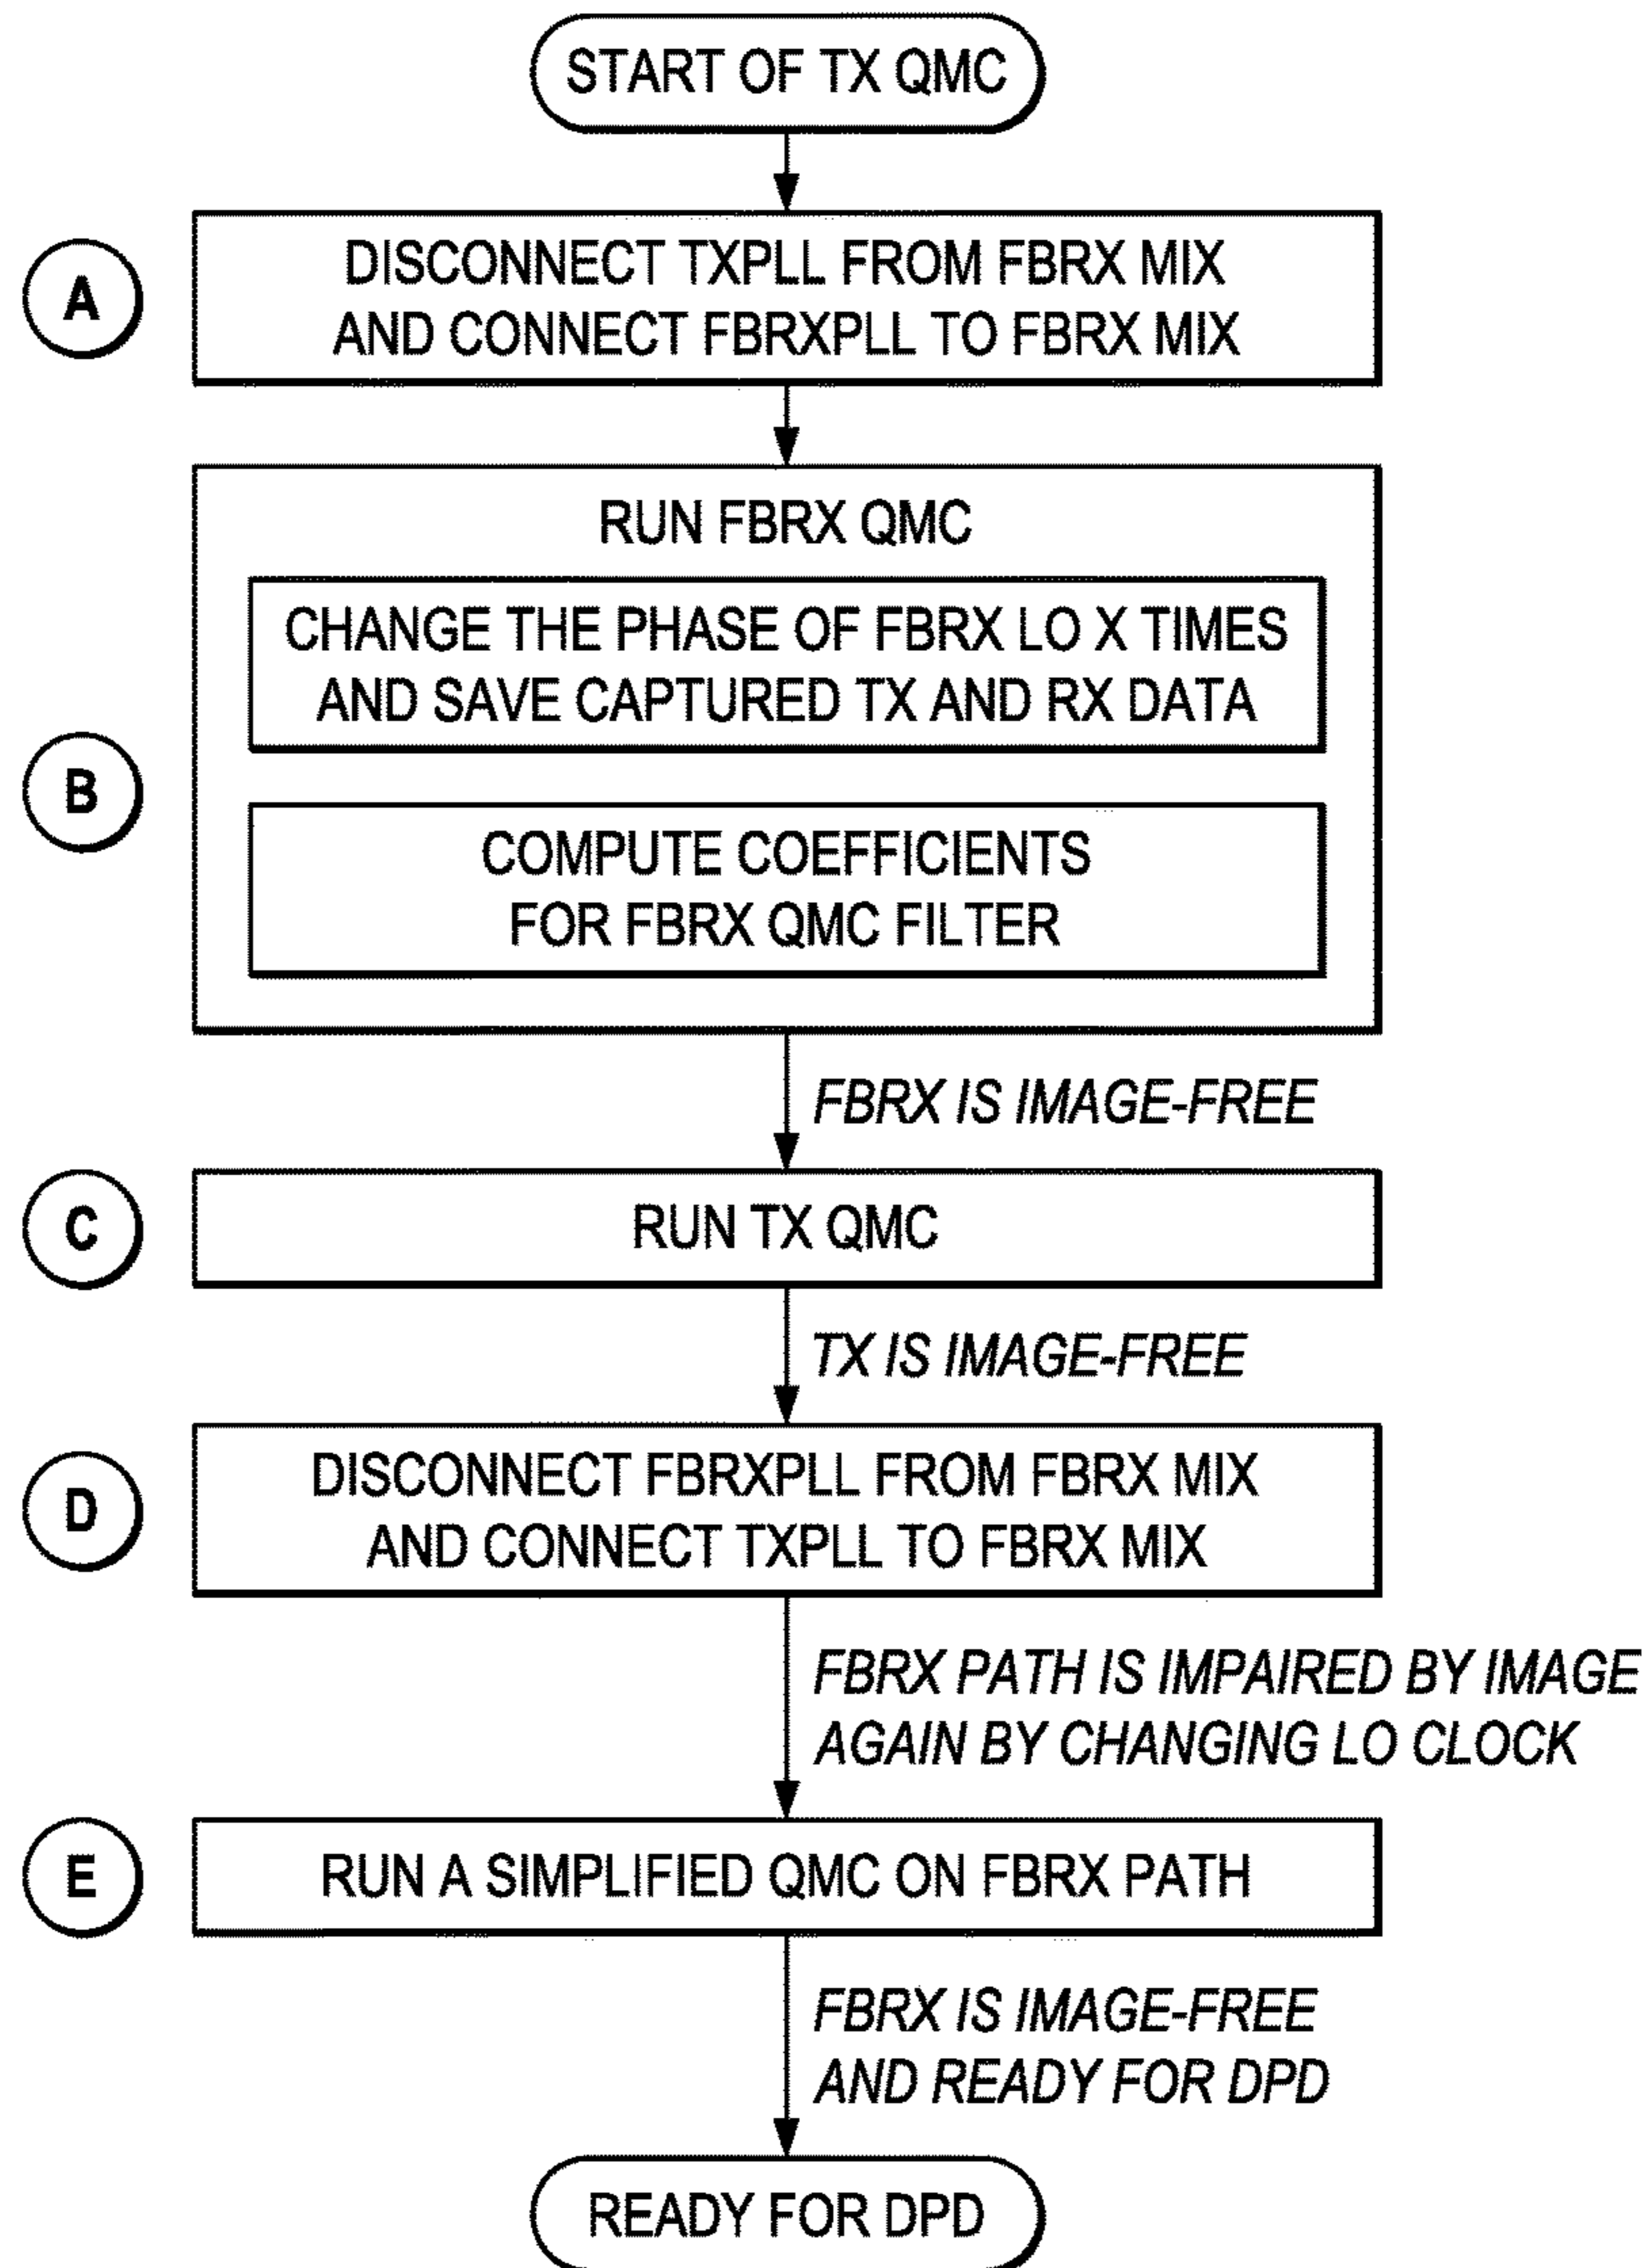 START OF TX QMC
A
DISCONNECT TXPLL FROM FBRX MIX
AND CONNECT FBRXPLL TO FBRX MIX
B
RUN FBRX QMC
CHANGE THE PHASE OF FBRX LO X TIMES
AND SAVE CAPTURED TX AND RX DATA
COMPUTE COEFFICIENTS
FOR FBRX QMC FILTER
FBRX IS IMAGE-FREE
C
RUN TX QMC
TX IS IMAGE-FREE
D
DISCONNECT FBRXPLL FROM FBRX MIX
AND CONNECT TXPLL TO FBRX MIX
FBRX PATH IS IMPAIRED BY IMAGE
AGAIN BY CHANGING LO CLOCK
E
RUN A SIMPLIFIED QMC ON FBRX PATH
FBRX IS IMAGE-FREE
AND READY FOR DPD
READY FOR DPD